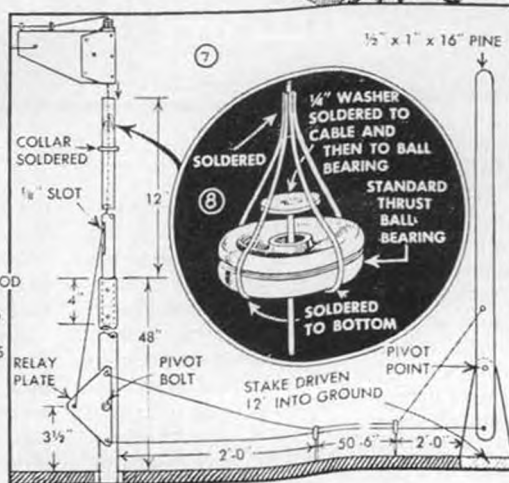 7
½" x 1" x 16" PINE
COLLAR
SOLDERED
⅛" SLOT
12"
OD
4"
48"
RELAY
PLATE
PIVOT
BOLT
3½"
8
SOLDERED
¼" WASHER
SOLDERED TO
CABLE AND
THEN TO BALL
BEARING
STANDARD
THRUST
BALL
BEARING
SOLDERED
TO BOTTOM
PIVOT
POINT
STAKE DRIVEN
12" INTO GROUND
2'-0"
50'-6"
2'-0"